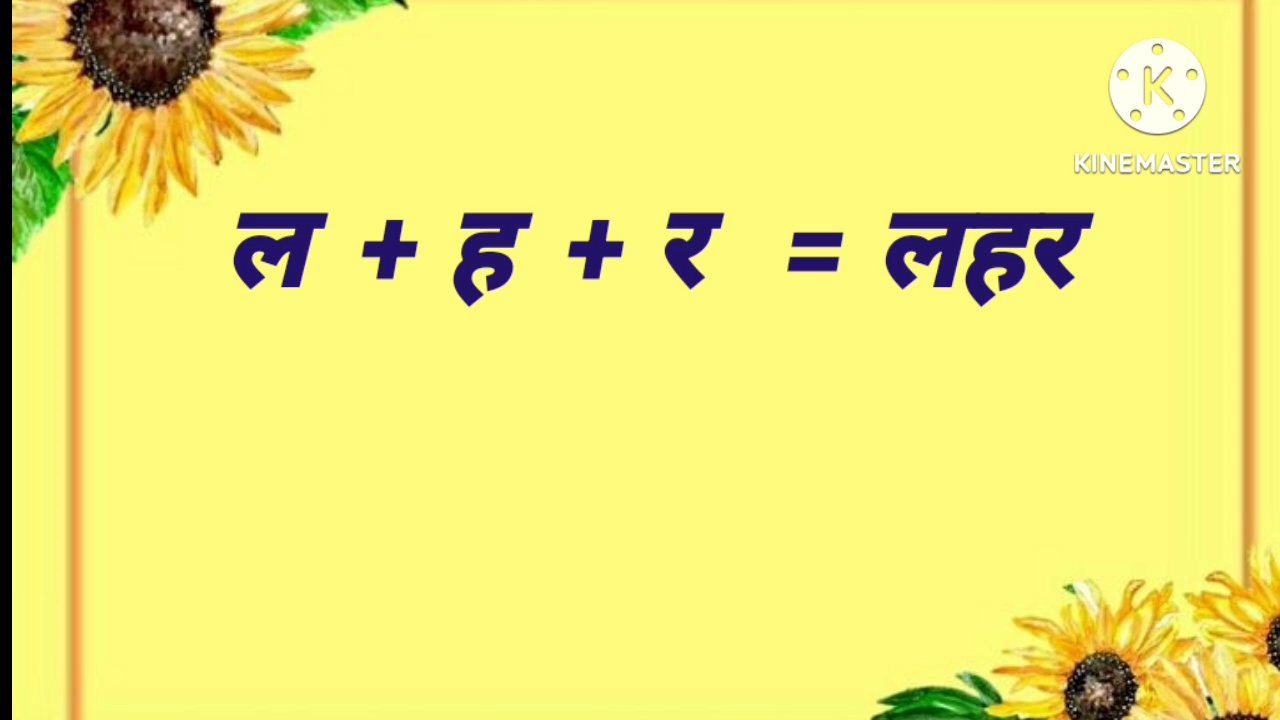 K
KINEMASTER
ल + ह + र = लहर